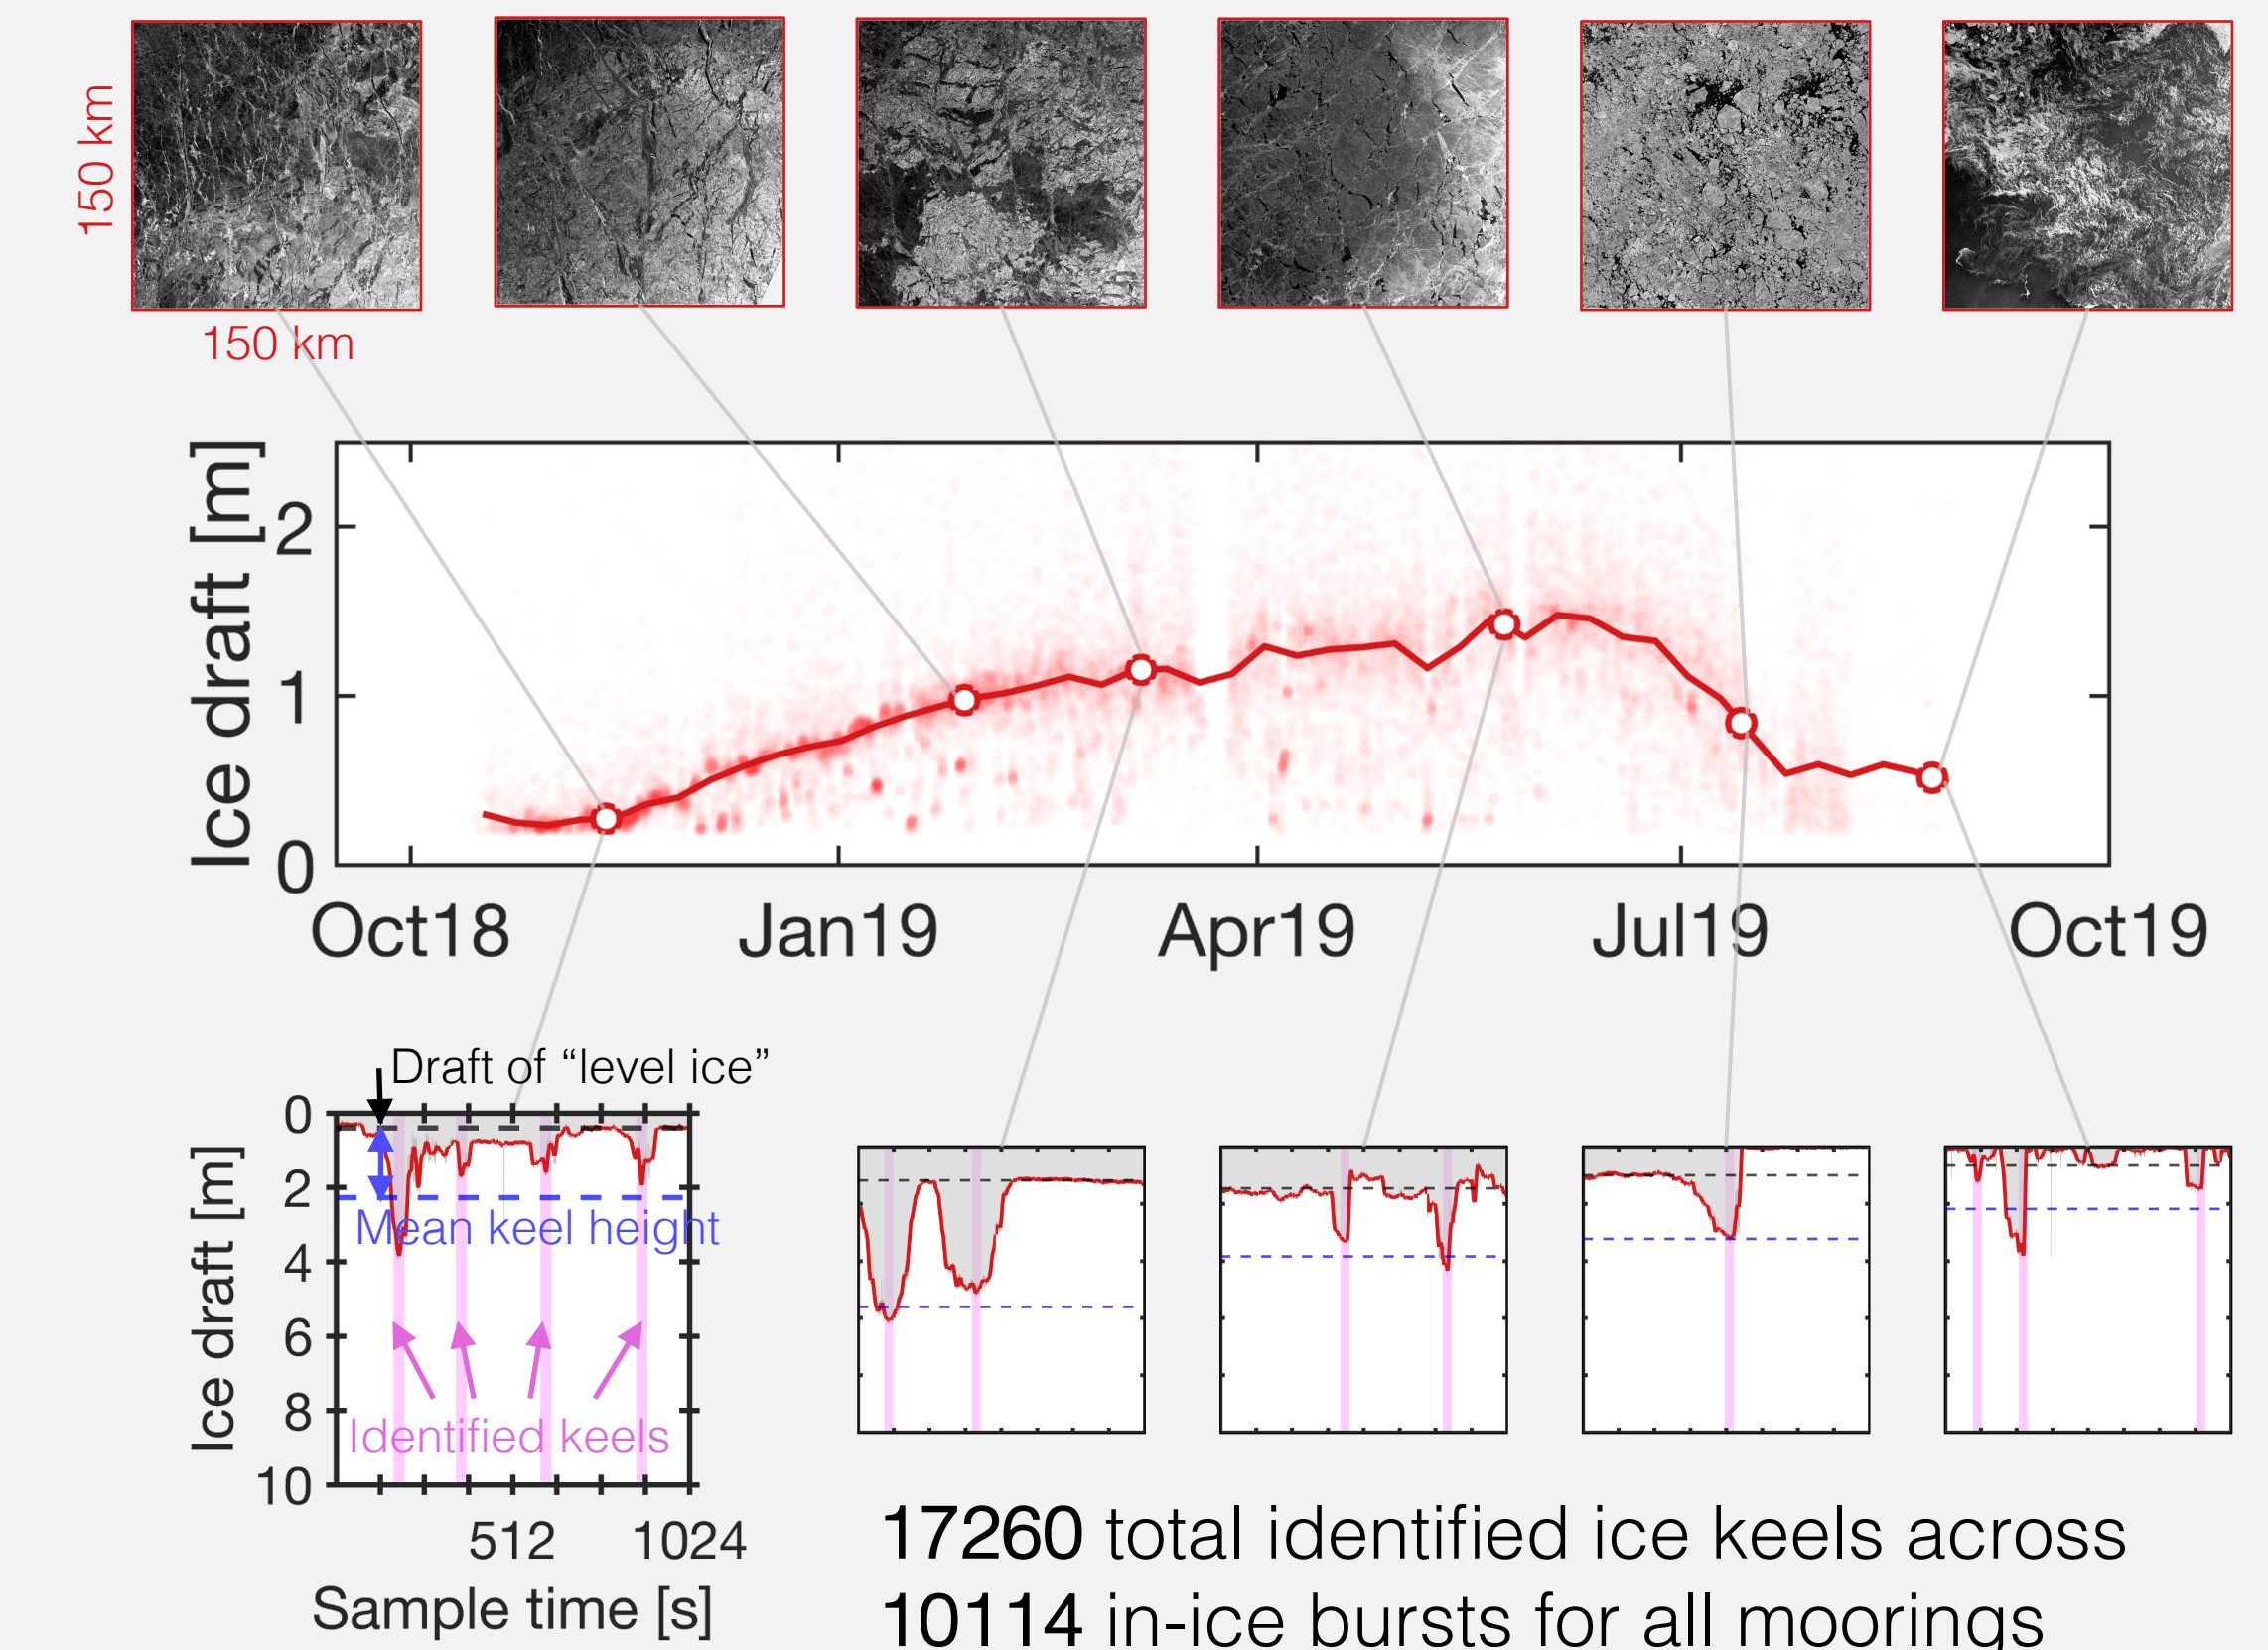 150 km
150 km
Ice draft [m]
2
1
0
Oct18 Jan19 Apr19 Jul19 Oct19
Draft of “level ice”
Ice draft [m]
0
2
Mean keel height
4
6
8
Identified keels
10
512 1024
Sample time [s]
17260 total identified ice keels across
10114 in-ice bursts for all moorings